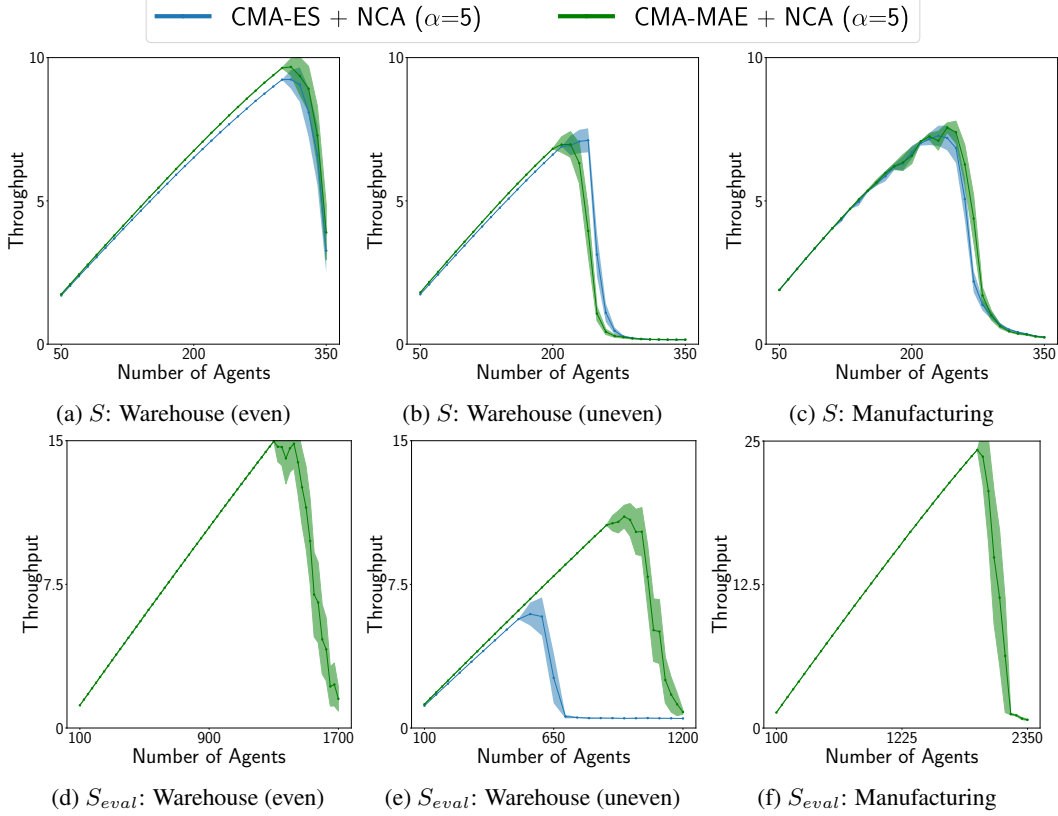 CMA-ES + NCA (α=5) CMA-MAE + NCA (α=5)
10
5
0
Throughput
50 200 350
Number of Agents
(a) S: Warehouse (even)
10
5
0
Throughput
50 200 350
Number of Agents
(b) S: Warehouse (uneven)
10
5
0
Throughput
50 200 350
Number of Agents
(c) S: Manufacturing
15
7.5
0
Throughput
100 900 1700
Number of Agents
(d) S_eval: Warehouse (even)
15
7.5
0
Throughput
100 650 1200
Number of Agents
(e) S_eval: Warehouse (uneven)
25
12.5
0
Throughput
100 1225 2350
Number of Agents
(f) S_eval: Manufacturing